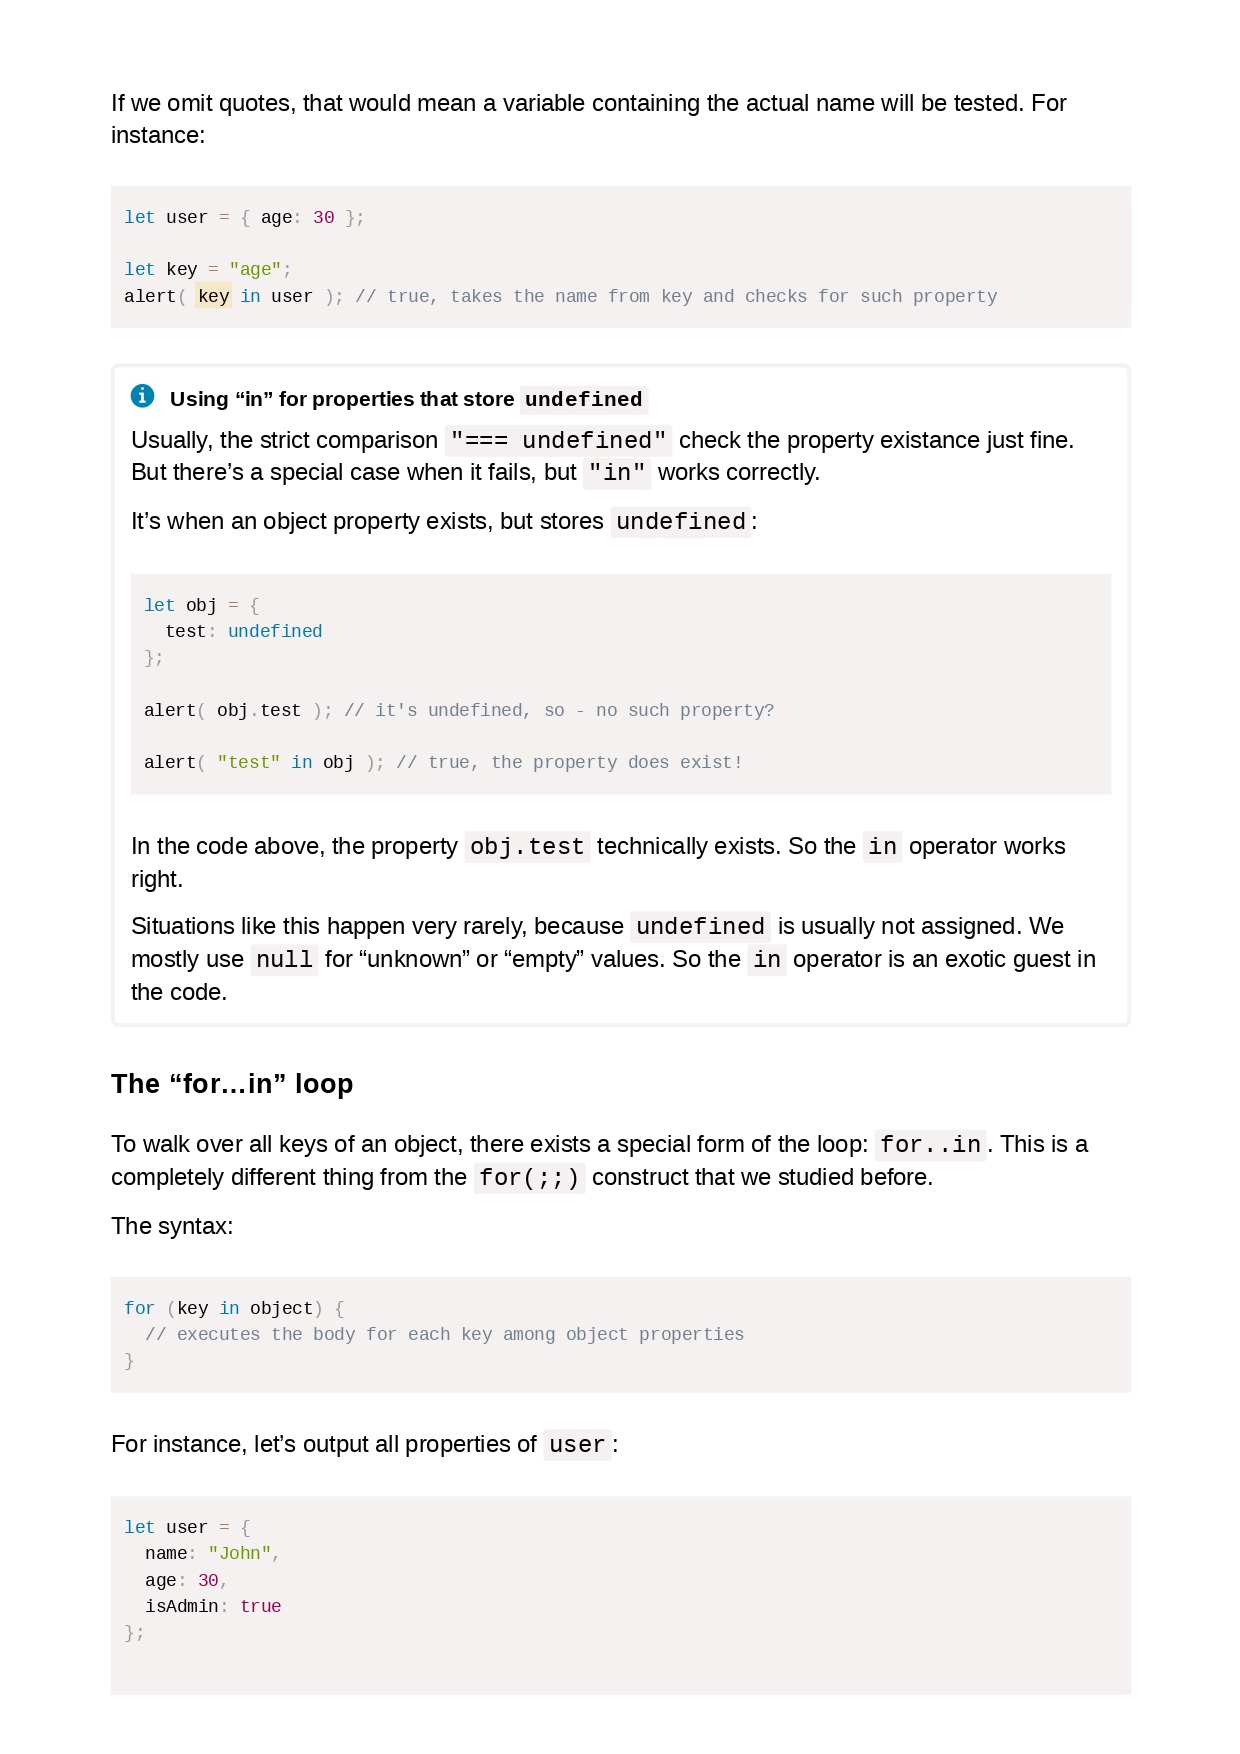 If we omit quotes, that would mean a variable containing the actual name will be tested. For
instance:
let user = { age: 30 };
let key = "age";
alert( key in user ); // true, takes the name from key and checks for such property
Using “in” for properties that store undefined
Usually, the strict comparison "=== undefined" check the property existance just fine.
But there’s a special case when it fails, but "in" works correctly.
It’s when an object property exists, but stores undefined:
let obj = {
  test: undefined
};
alert( obj.test ); // it's undefined, so - no such property?
alert( "test" in obj ); // true, the property does exist!
In the code above, the property obj.test technically exists. So the in operator works
right.
Situations like this happen very rarely, because undefined is usually not assigned. We
mostly use null for “unknown” or “empty” values. So the in operator is an exotic guest in
the code.
The “for…in” loop
To walk over all keys of an object, there exists a special form of the loop: for..in. This is a
completely different thing from the for(;;) construct that we studied before.
The syntax:
for (key in object) {
  // executes the body for each key among object properties
}
For instance, let’s output all properties of user:
let user = {
  name: "John",
  age: 30,
  isAdmin: true
};